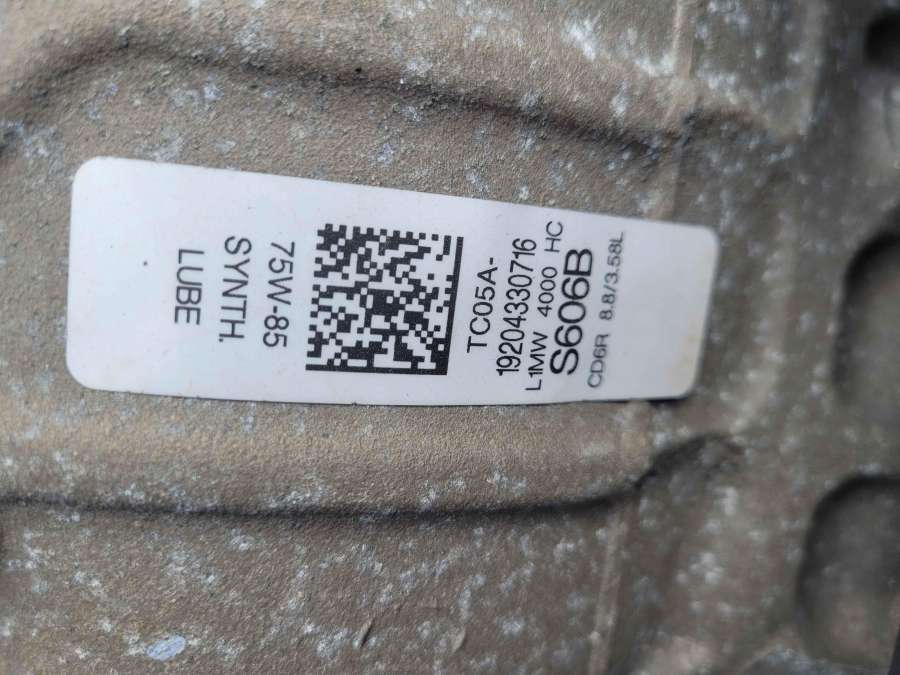 75W-85
SYNTH.
LUBE
TC05A-
19204330716
L1MW 4000 HC
S606B
CD6R 8.8/3.58L